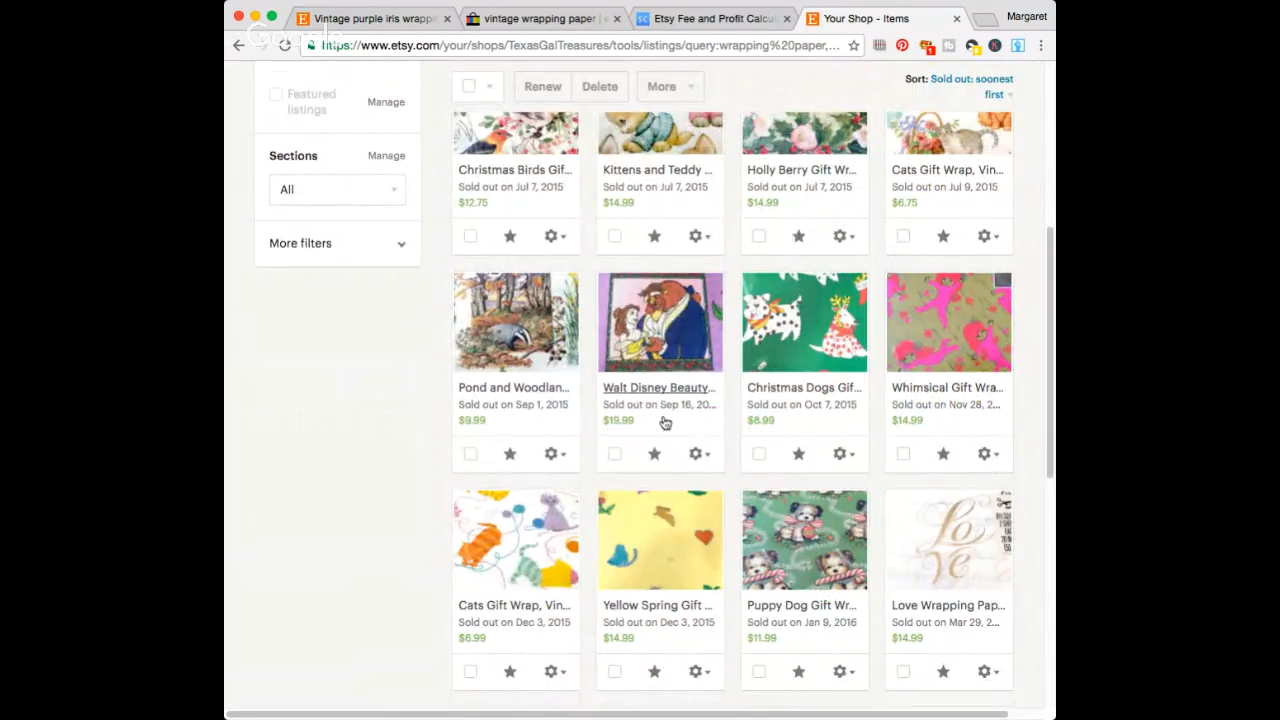 Vintage purple iris wrappin
vintage wrapping paper | e
Etsy Fee and Profit Calcu
Your Shop - Items
Margaret
Google
https://www.etsy.com/your/shops/TexasGalTreasures/tools/listings/query:wrapping%20paper,...
Featured listings
Manage
Renew
Delete
More
Sort: Sold out: soonest first
Sections
Manage
All
More filters
Christmas Birds Gif...
Kittens and Teddy ...
Holly Berry Gift Wr...
Cats Gift Wrap, Vin...
Sold out on Jul 7, 2015
Sold out on Jul 7, 2015
Sold out on Jul 7, 2015
Sold out on Jul 9, 2015
$12.75
$14.99
$14.99
$6.75
Pond and Woodlan...
Walt Disney Beauty...
Christmas Dogs Gif...
Whimsical Gift Wra...
Sold out on Sep 1, 2015
Sold out on Sep 16, 20...
Sold out on Oct 7, 2015
Sold out on Nov 28, 2...
$9.99
$19.99
$8.99
$14.99
Love
Cats Gift Wrap, Vin...
Yellow Spring Gift ...
Puppy Dog Gift Wr...
Love Wrapping Pap...
Sold out on Dec 3, 2015
Sold out on Dec 3, 2015
Sold out on Jan 9, 2016
Sold out on Mar 29, 2...
$6.99
$14.99
$11.99
$14.99